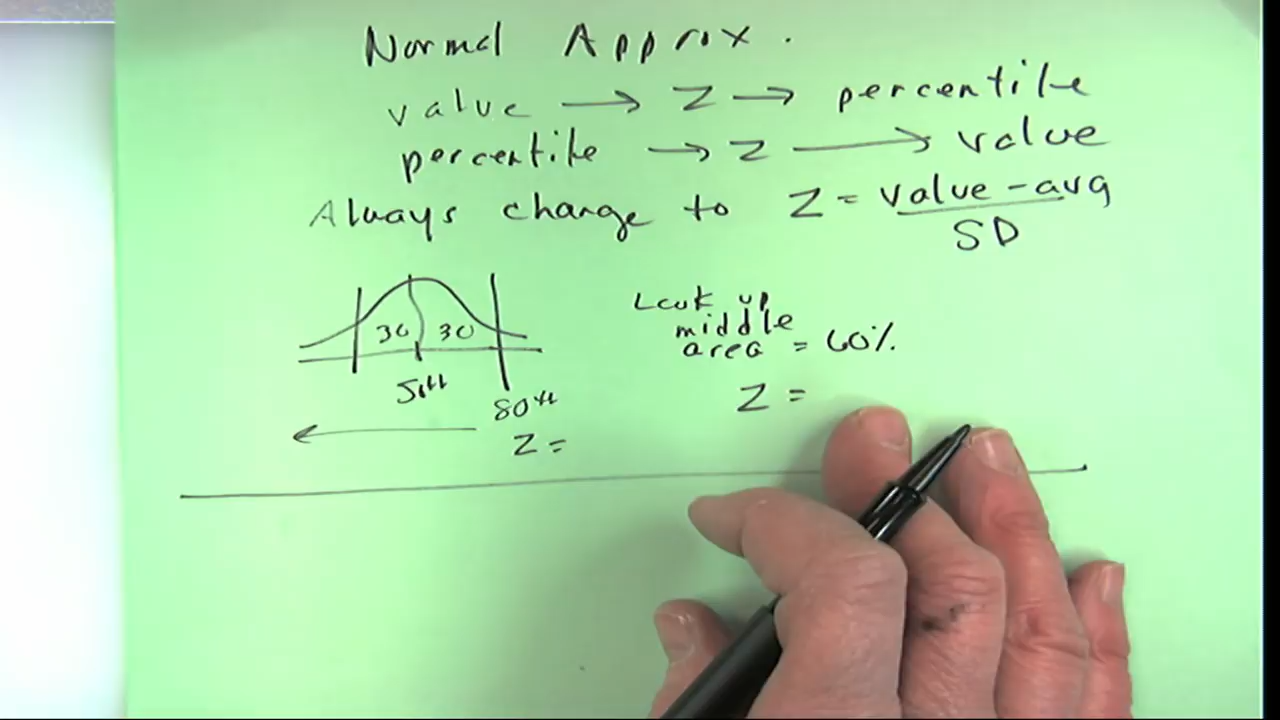 Normal Approx.
value → Z → percentile
percentile → Z → value
Always change to Z = value - avg
SD
30 30
50th
80th
Z =
Look up
middle
area = 60%
Z =